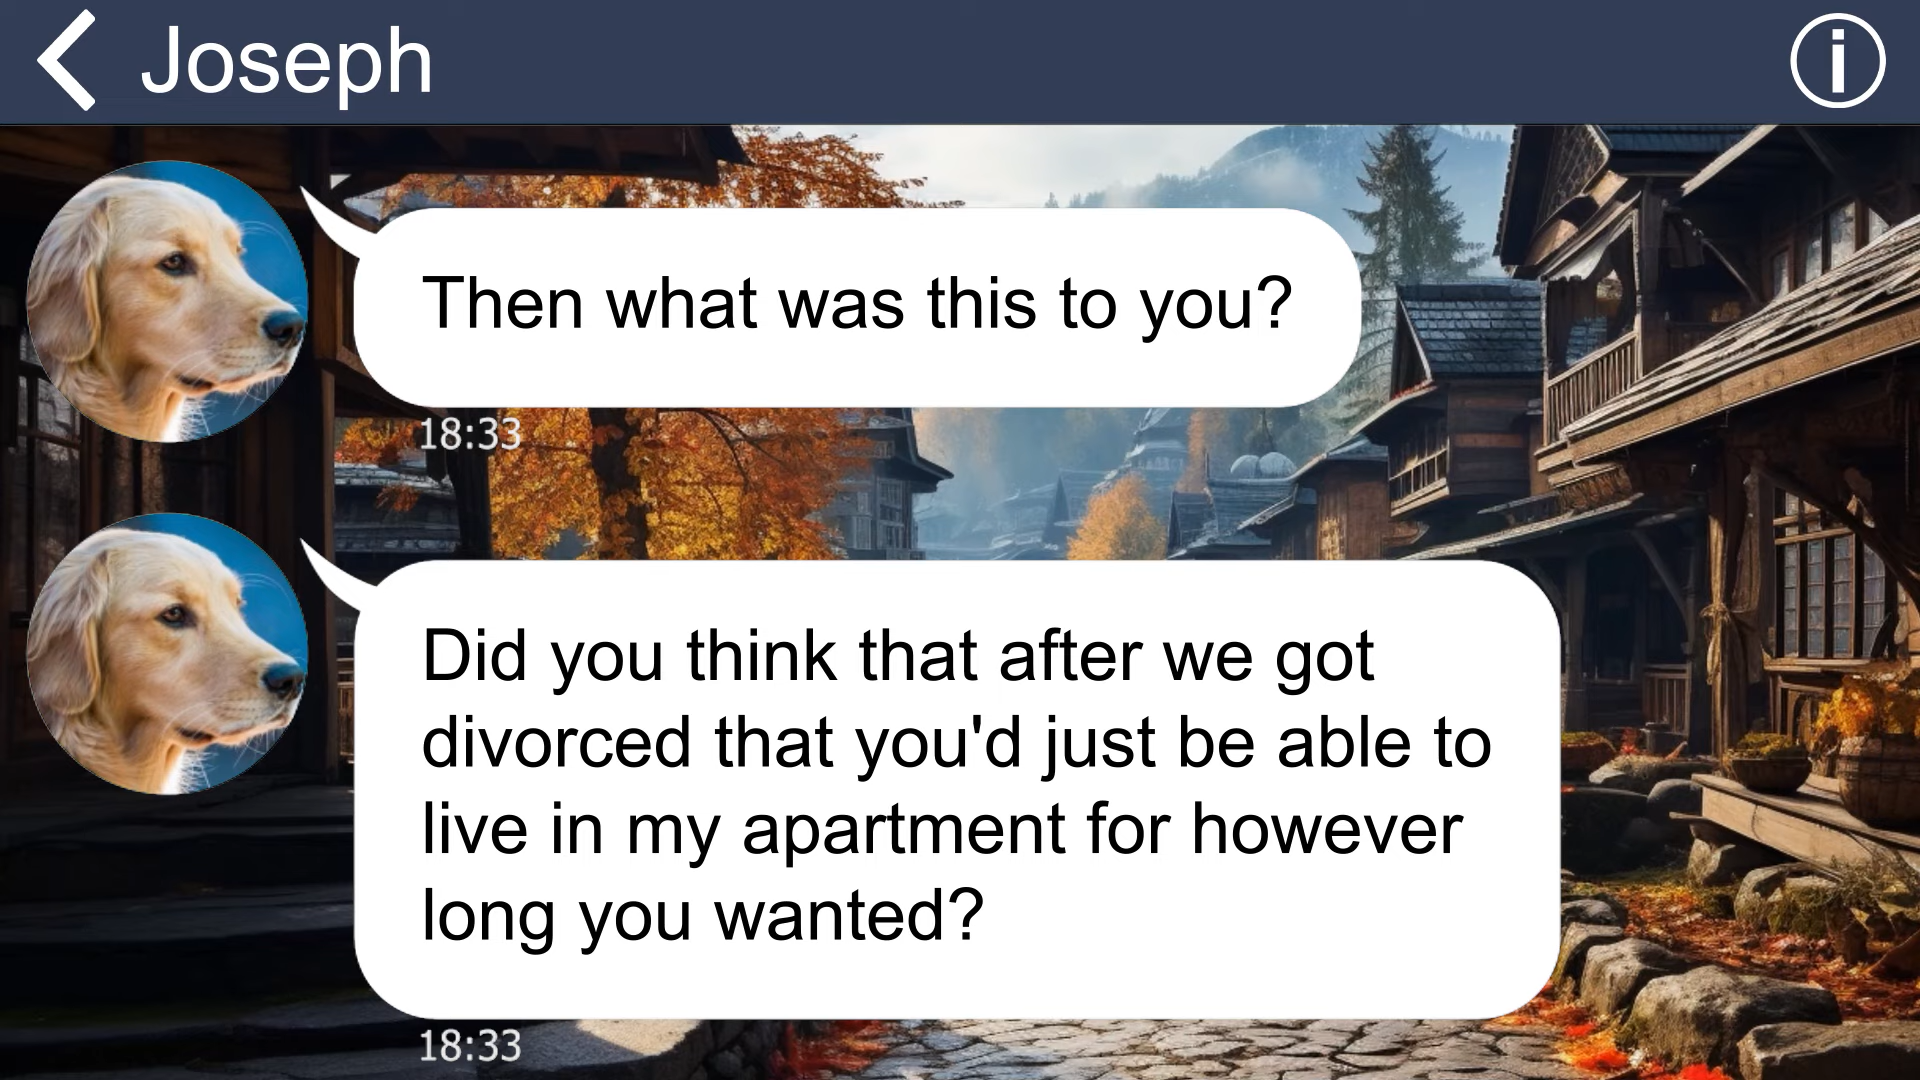 Joseph
Then what was this to you?
18:33
Did you think that after we got
divorced that you'd just be able to
live in my apartment for however
long you wanted?
18:33